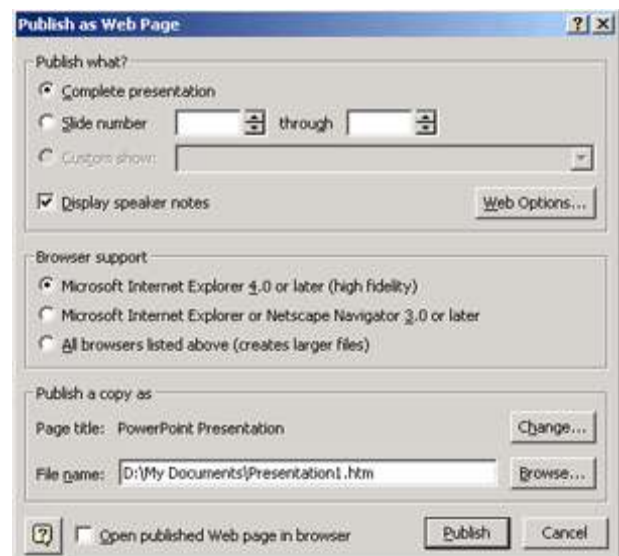 Publish as Web Page
Publish what?
Complete presentation
Slide number through
Custom show:
Display speaker notes Web Options...
Browser support
Microsoft Internet Explorer 4.0 or later (high fidelity)
Microsoft Internet Explorer or Netscape Navigator 3.0 or later
All browsers listed above (creates larger files)
Publish a copy as
Page title: PowerPoint Presentation Change...
File name: D:\My Documents\Presentation1.htm Browse...
Open published Web page in browser Publish Cancel